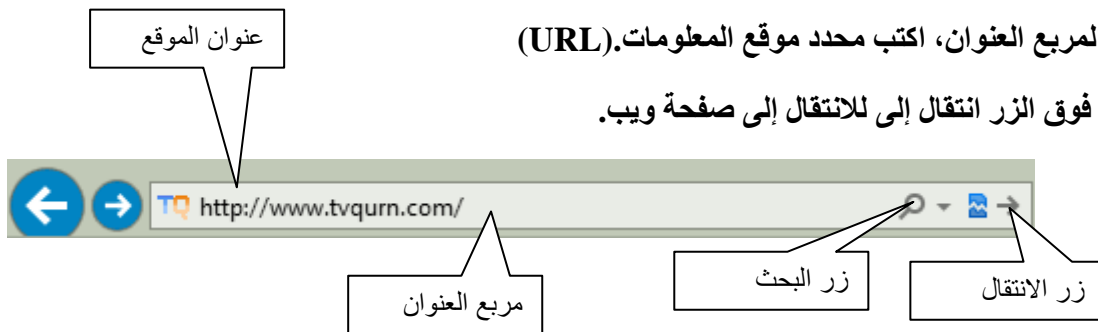 عنوان الموقع
لمربع العنوان، اكتب محدد موقع المعلومات.(URL)
فوق الزر انتقال إلى للانتقال إلى صفحة ويب.
TQ http://www.tvqurn.com/
زر البحث
زر الانتقال
مربع العنوان